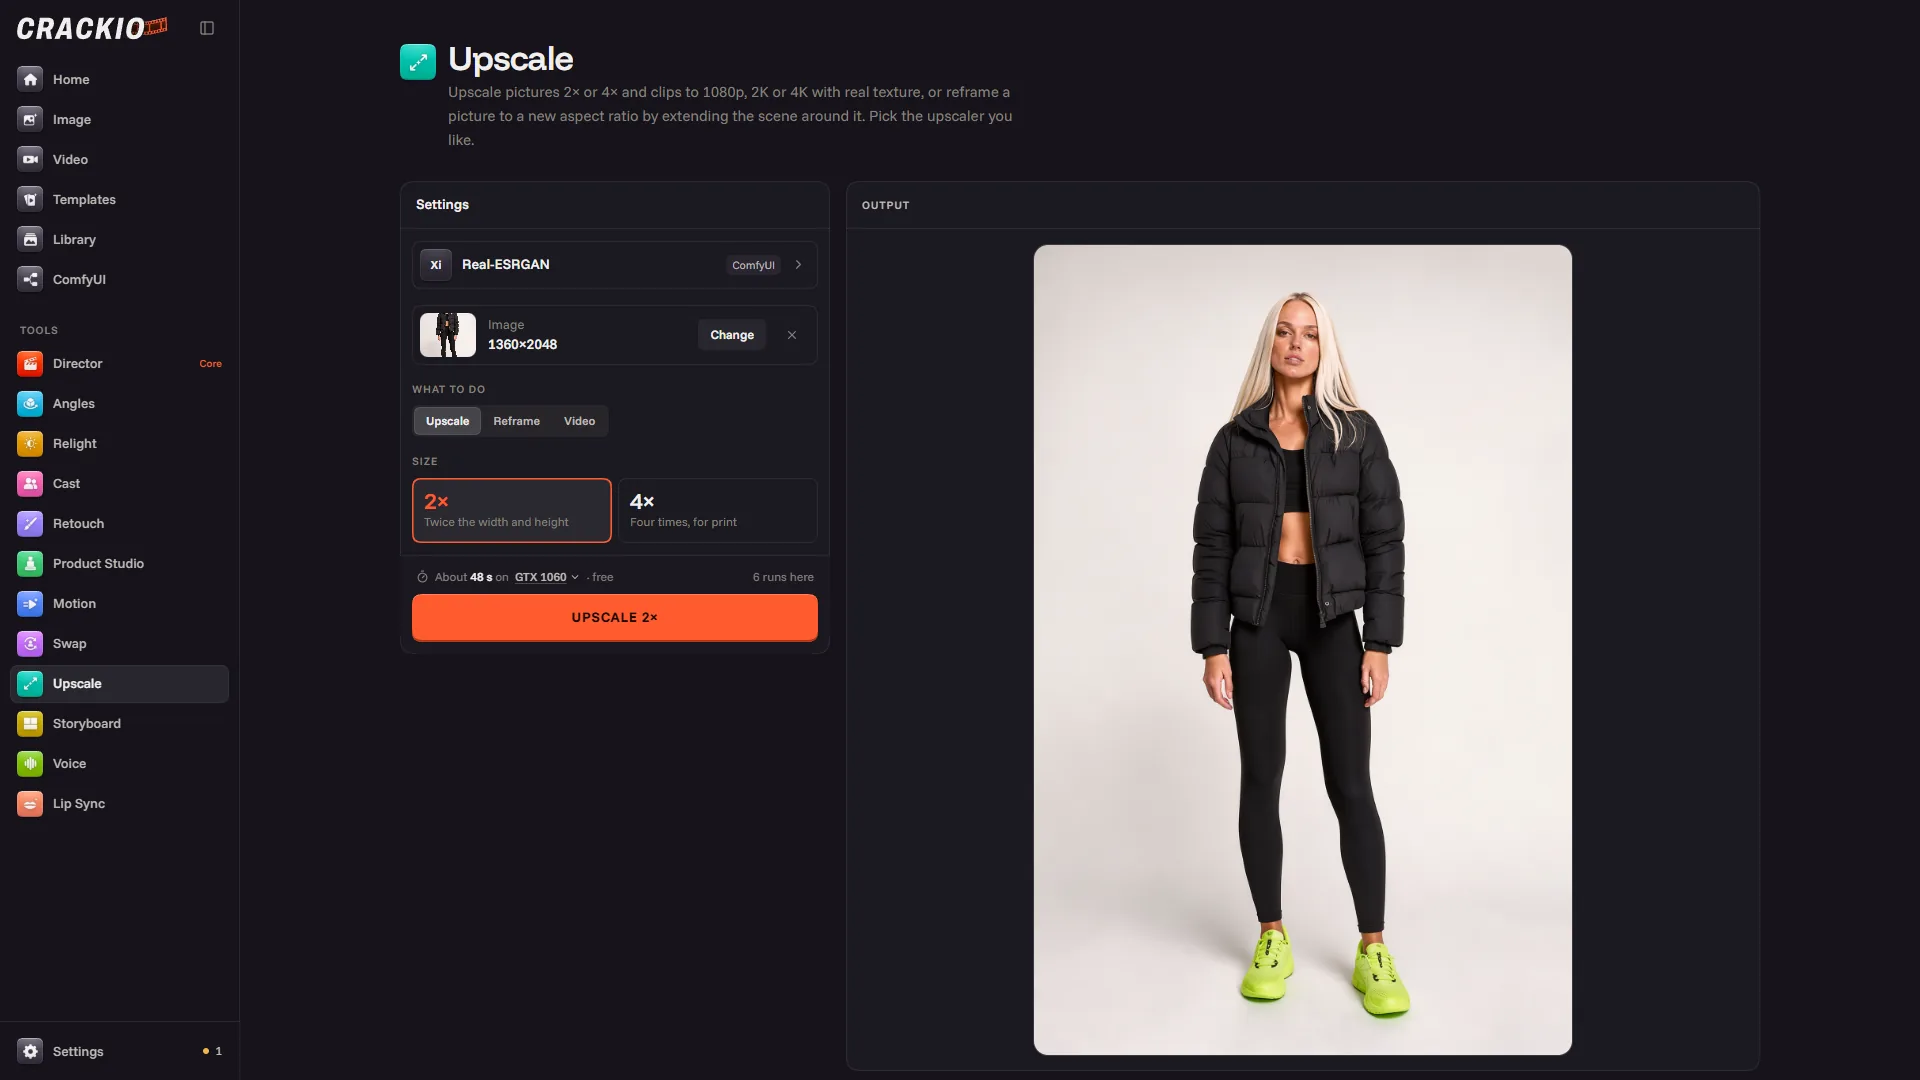 CRACKIO
Home
Image
Video
Templates
Library
ComfyUI
TOOLS
Director
Core
Angles
Relight
Cast
Retouch
Product Studio
Motion
Swap
Upscale
Storyboard
Voice
Lip Sync
Settings
1
Upscale
Upscale pictures 2× or 4× and clips to 1080p, 2K or 4K with real texture, or reframe a
picture to a new aspect ratio by extending the scene around it. Pick the upscaler you
like.
Settings
Xi
Real-ESRGAN
ComfyUI
Image
1360×2048
Change
WHAT TO DO
Upscale
Reframe
Video
SIZE
2×
Twice the width and height
4×
Four times, for print
About 48 s on GTX 1060 · free
6 runs here
UPSCALE 2×
OUTPUT